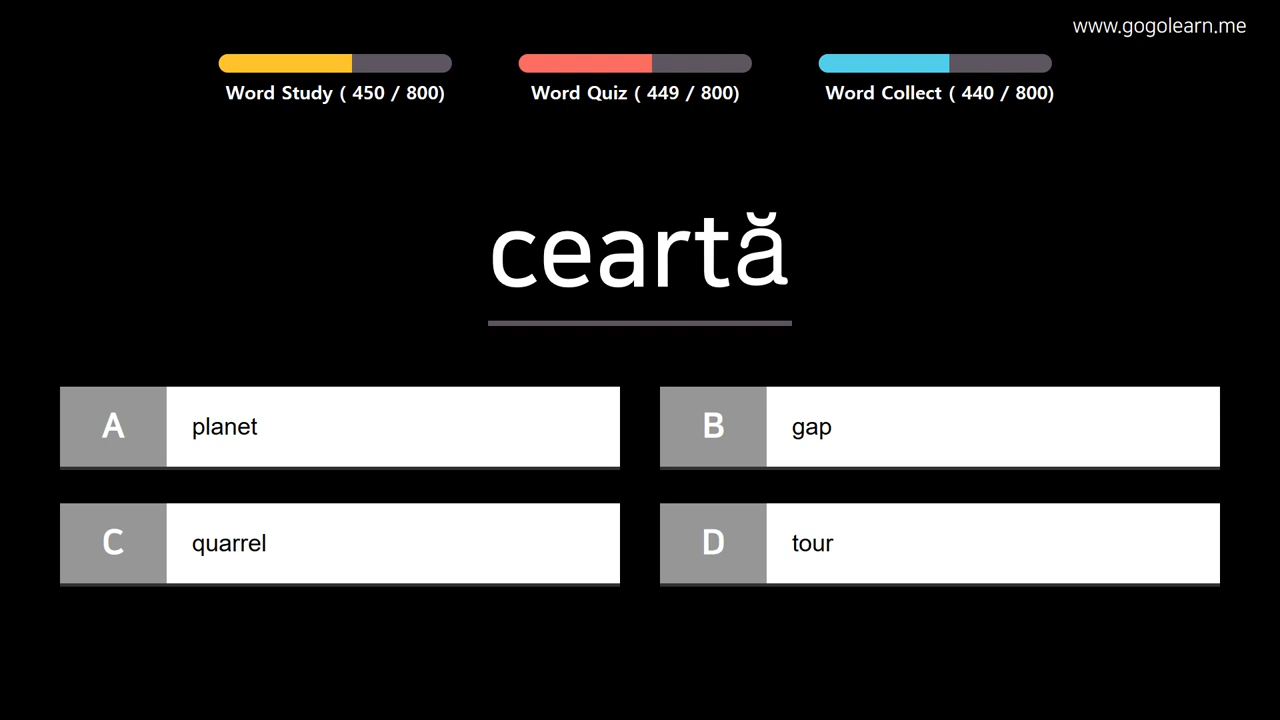 www.gogolearn.me
Word Study ( 450 / 800)
Word Quiz ( 449 / 800)
Word Collect ( 440 / 800)
ceartă
A planet
B gap
C quarrel
D tour